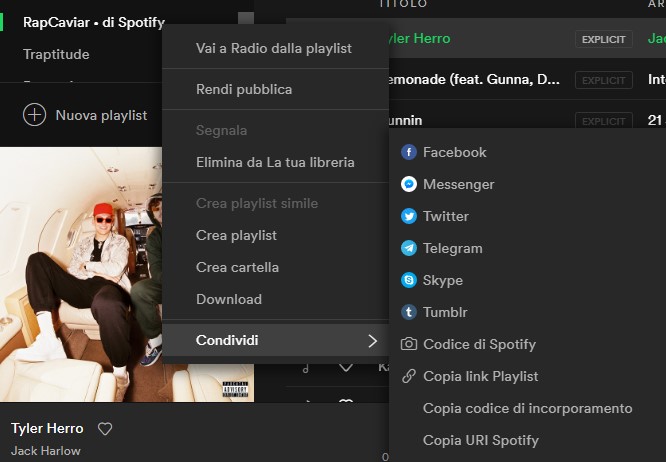 TITOLO
RapCaviar • di Spotify
Traptitude
Nuova playlist
Vai a Radio dalla playlist
Rendi pubblica
Segnala
Elimina da La tua libreria
Crea playlist simile
Crea playlist
Crea cartella
Download
Condividi
yler Herro
EXPLICIT
Jac
emonade (feat. Gunna, D...
EXPLICIT
Inte
unnin
EXPLICIT
21
Facebook
Messenger
Twitter
Telegram
Skype
Tumblr
Codice di Spotify
Copia link Playlist
Copia codice di incorporamento
Copia URI Spotify
PARENTAL
ADVISORY
Tyler Herro
Jack Harlow